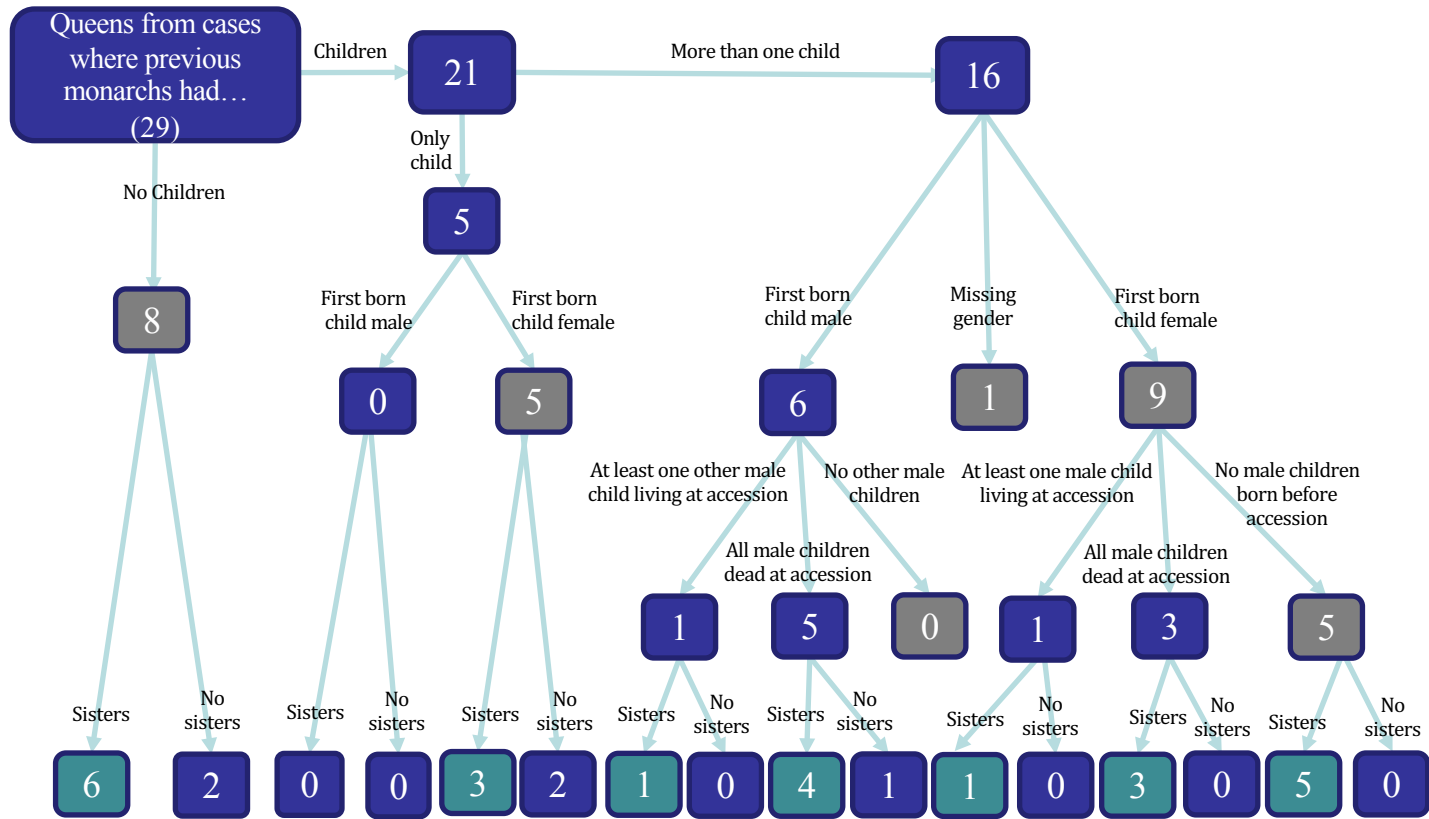 Queens from cases
where previous
monarchs had…
(29)
Children
21
More than one child
16
Only
child
No Children
5
8
First born
child male
First born
child female
First born
child male
Missing
gender
First born
child female
0
5
6
1
9
At least one other male
child living at accession
No other male
children
At least one male child
living at accession
No male children
born before
accession
All male children
dead at accession
All male children
dead at accession
1
5
0
1
3
5
Sisters
No
sisters
Sisters
No
sisters
Sisters
No
sisters
Sisters
No
sisters
Sisters
No
sisters
Sisters
No
sisters
Sisters
No
sisters
Sisters
No
sisters
6
2
0
0
3
2
1
0
4
1
1
0
3
0
5
0